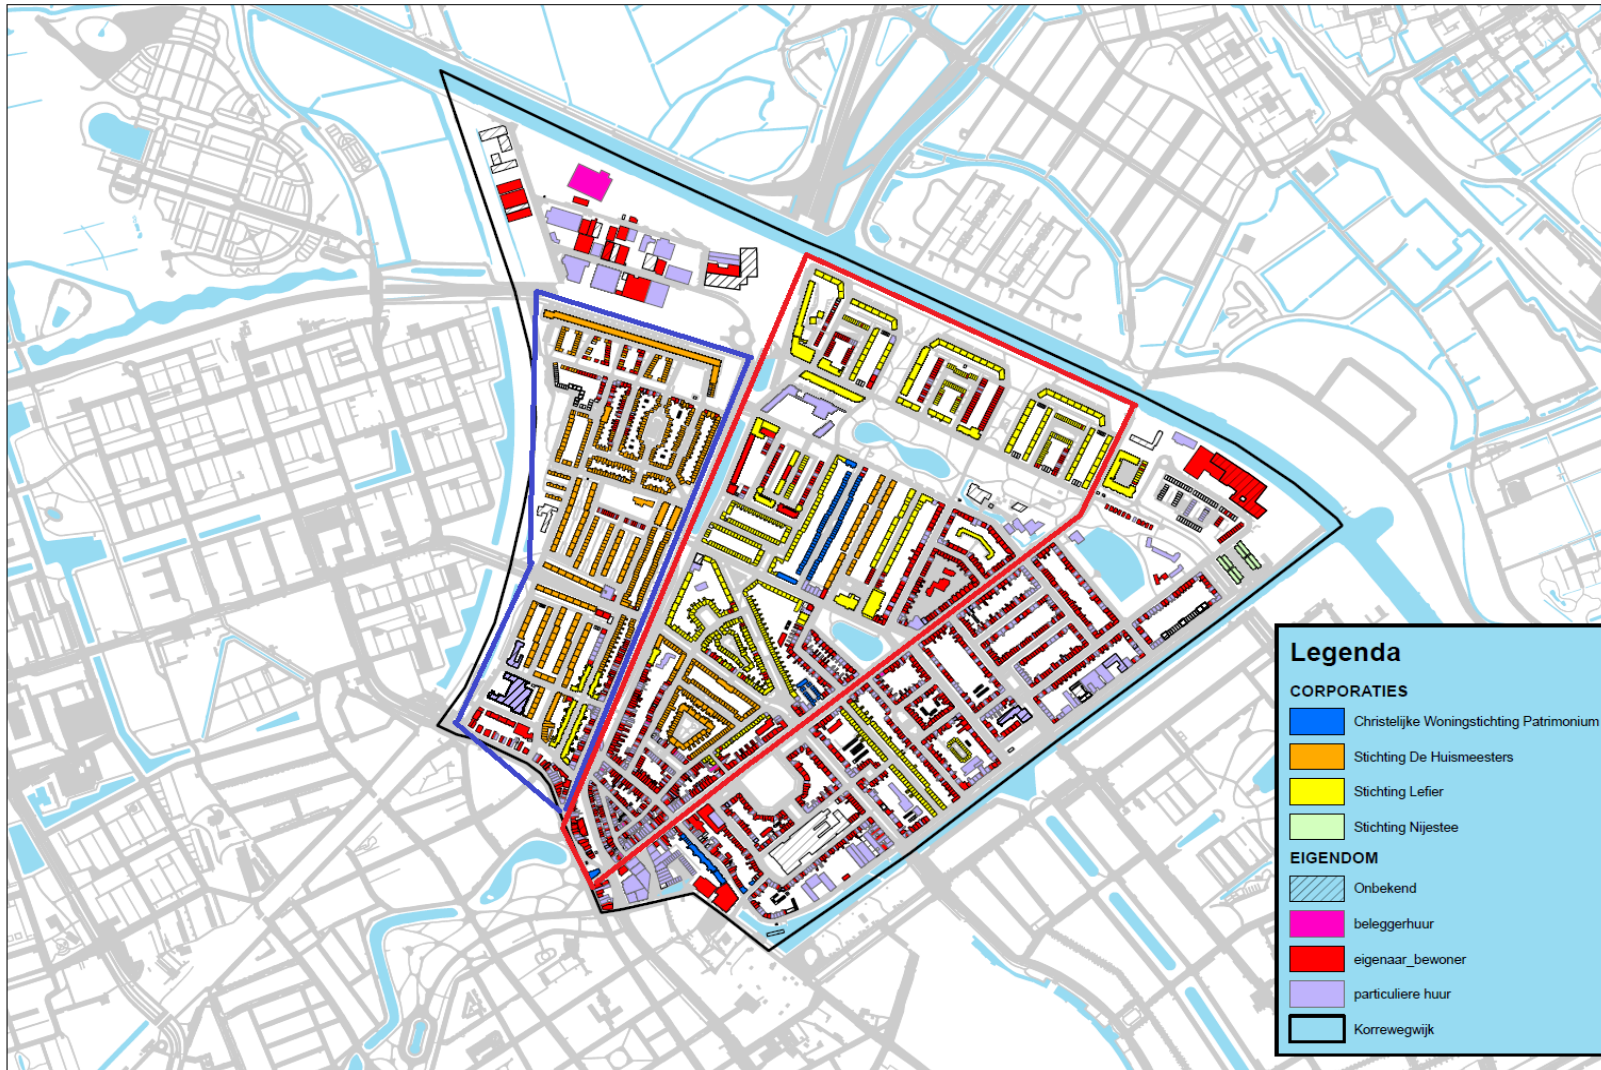 Legenda
CORPORATIES
Christelijke Woningstichting Patrimonium
Stichting De Huismeesters
Stichting Lefier
Stichting Nijestee
EIGENDOM
Onbekend
beleggerhuur
eigenaar_bewoner
particuliere huur
Korrewegwijk